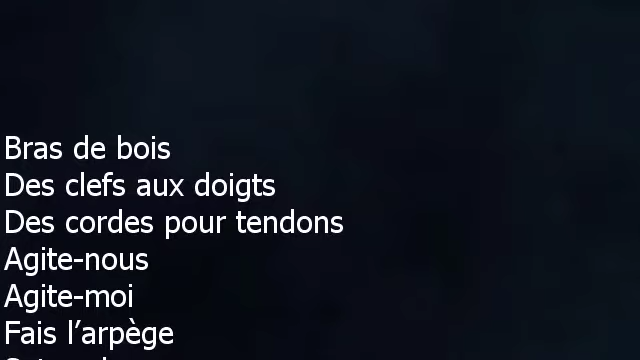 Bras de bois
Des clefs aux doigts
Des cordes pour tendons
Agite-nous
Agite-moi
Fais l’arpège